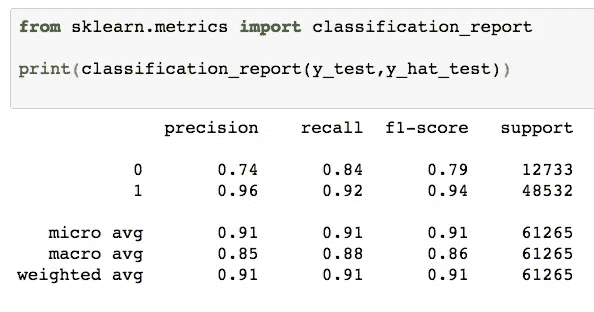 from sklearn.metrics import classification_report
print(classification_report(y_test,y_hat_test))
precision recall f1-score support
0 0.74 0.84 0.79 12733
1 0.96 0.92 0.94 48532
micro avg 0.91 0.91 0.91 61265
macro avg 0.85 0.88 0.86 61265
weighted avg 0.91 0.91 0.91 61265